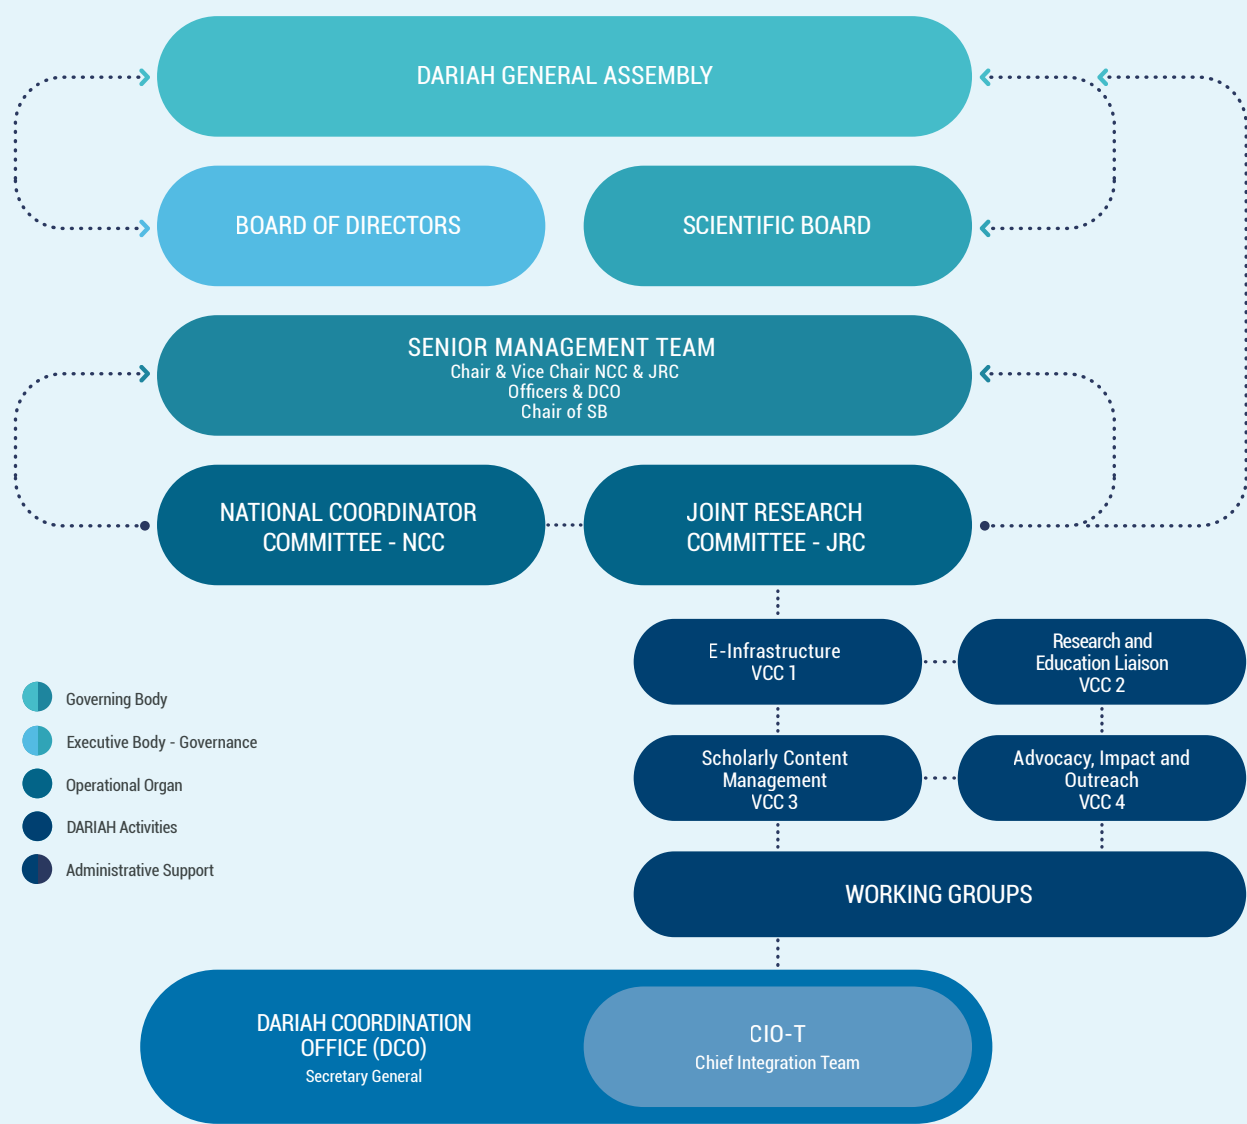 DARIAH GENERAL ASSEMBLY
BOARD OF DIRECTORS
SCIENTIFIC BOARD
SENIOR MANAGEMENT TEAM
Chair & Vice Chair NCC & JRC
Officers & DCO
Chair of SB
NATIONAL COORDINATOR
COMMITTEE - NCC
JOINT RESEARCH
COMMITTEE - JRC
E-Infrastructure
VCC 1
Research and
Education Liaison
VCC 2
Scholarly Content
Management
VCC 3
Advocacy, Impact and
Outreach
VCC 4
WORKING GROUPS
Governing Body
Executive Body - Governance
Operational Organ
DARIAH Activities
Administrative Support
DARIAH COORDINATION
OFFICE (DCO)
Secretary General
CIO-T
Chief Integration Team